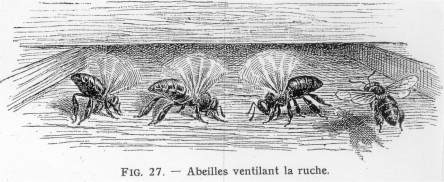 FIG. 27. — Abeilles ventilant la ruche.